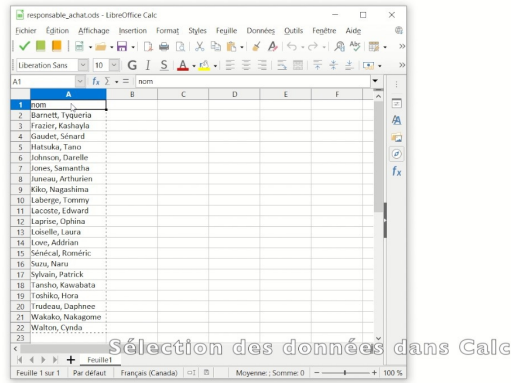 responsable_achat.ods - LibreOffice Calc
Fichier Édition Affichage Insertion Format Styles Feuille Données Outils Fenêtre Aide
Liberation Sans 10 G I S A
A1 fx Σ = nom
A B C D E F
1 nom
2 Barnett, Tyqueria
3 Frazier, Kashayla
4 Gaudet, Sénard
5 Hatsuka, Tano
6 Johnson, Darelle
7 Jones, Samantha
8 Juneau, Arthurien
9 Kiko, Nagashima
10 Laberge, Tommy
11 Lacoste, Edward
12 Laprise, Ophina
13 Loiselle, Laura
14 Love, Addrian
15 Sénécal, Roméric
16 Suzu, Naru
17 Sylvain, Patrick
18 Tansho, Kawabata
19 Toshiko, Hora
20 Trudeau, Daphnee
21 Wakako, Nakagome
22 Walton, Cynda
23
Sélection des données dans Calc
Feuille1
Feuille 1 sur 1 Par défaut Français (Canada) Moyenne: ; Somme: 0 100 %